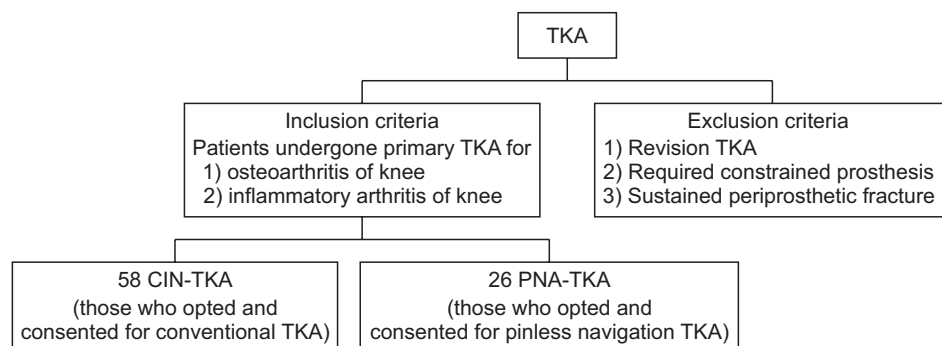 TKA
Inclusion criteria
Patients undergone primary TKA for
1) osteoarthritis of knee
2) inflammatory arthritis of knee
Exclusion criteria
1) Revision TKA
2) Required constrained prosthesis
3) Sustained periprosthetic fracture
58 CIN-TKA
(those who opted and
consented for conventional TKA)
26 PNA-TKA
(those who opted and
consented for pinless navigation TKA)